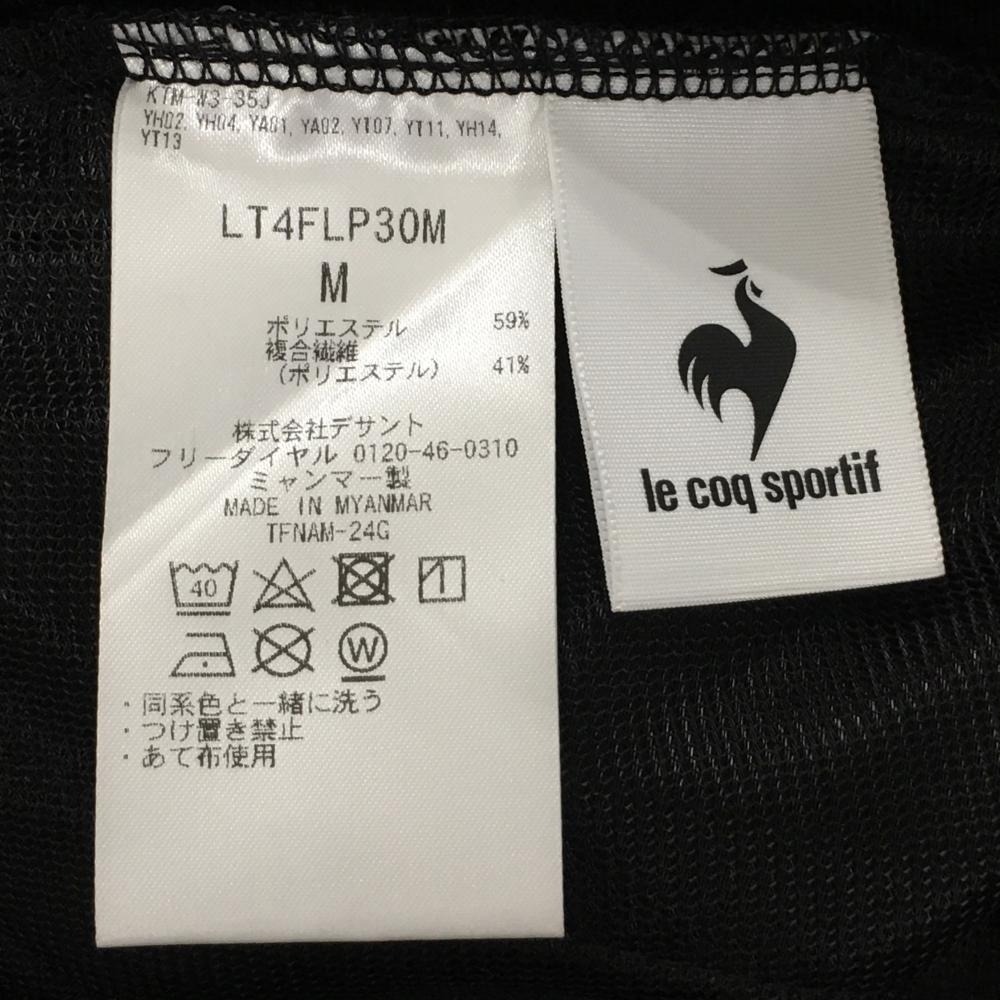 KTM-W3-35J
YH02, YH04, YA01, YA02, YT07, YT11, YH14,
YT13
LT4FLP30M
M
ポリエステル 59%
複合繊維
(ポリエステル) 41%
株式会社デサント
フリーダイヤル 0120-46-0310
ミャンマー製
MADE IN MYANMAR
TFNAM-24G
40
W
・同系色と一緒に洗う
・つけ置き禁止
・あて布使用
le coq sportif